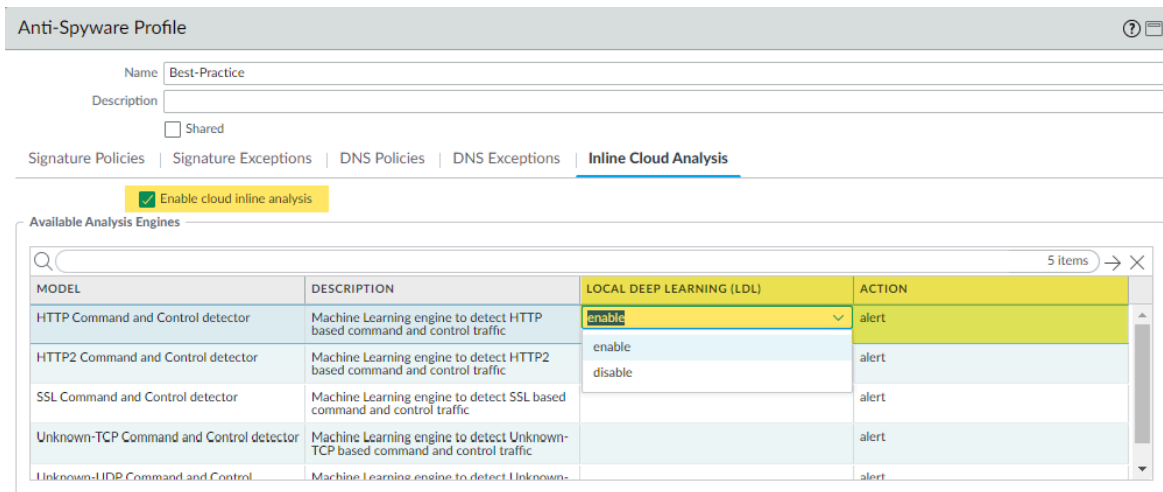 Anti-Spyware Profile
Name Best-Practice
Description
Shared
Signature Policies | Signature Exceptions | DNS Policies | DNS Exceptions | Inline Cloud Analysis
Enable cloud inline analysis
Available Analysis Engines
5 items
MODEL DESCRIPTION LOCAL DEEP LEARNING (LDL) ACTION
HTTP Command and Control detector Machine Learning engine to detect HTTP enable alert
based command and control traffic
enable
HTTP2 Command and Control detector Machine Learning engine to detect HTTP2 alert
based command and control traffic
disable
SSL Command and Control detector Machine Learning engine to detect SSL based alert
command and control traffic
Unknown-TCP Command and Control detector Machine Learning engine to detect Unknown- alert
TCP based command and control traffic
Unknown-UDP Command and Control Machine Learning engine to detect Unknown- alert